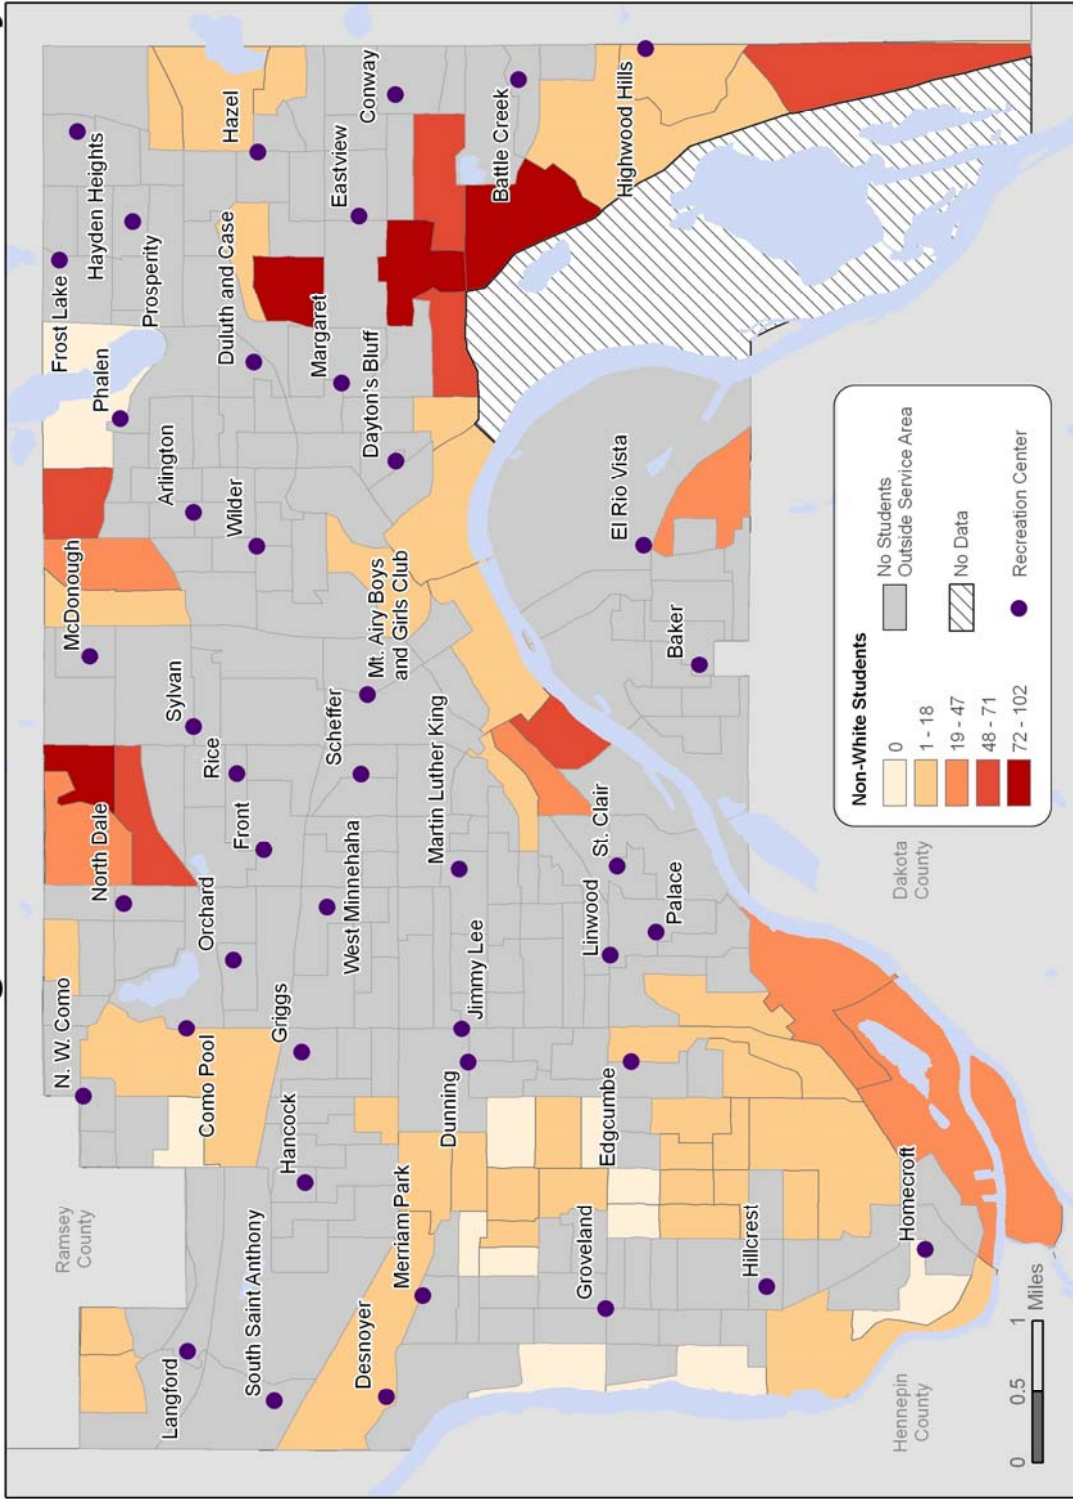 Ramsey
County
N. W. Como
McDonough
Frost Lake
Hayden Heights
Phalen
Prosperity
North Dale
Langford
Como Pool
Orchard
Sylvan
Arlington
Rice
Wilder
Duluth and Case
Hazel
South Saint Anthony
Hancock
Griggs
Front
Scheffer
Margaret
Eastview
Conway
West Minnehaha
Mt. Airy Boys
and Girls Club
Dayton's Bluff
Desnoyer
Merriam Park
Dunning
Jimmy Lee
Martin Luther King
Battle Creek
Groveland
Edgcumbe
Linwood
St. Clair
El Rio Vista
Highwood Hills
Palace
Baker
Hillcrest
Homecroft
Hennepin
County
Dakota
County
0 0.5 1
Miles
Non-White Students
0
1 - 18
19 - 47
48 - 71
72 - 102
No Students
Outside Service Area
No Data
Recreation Center